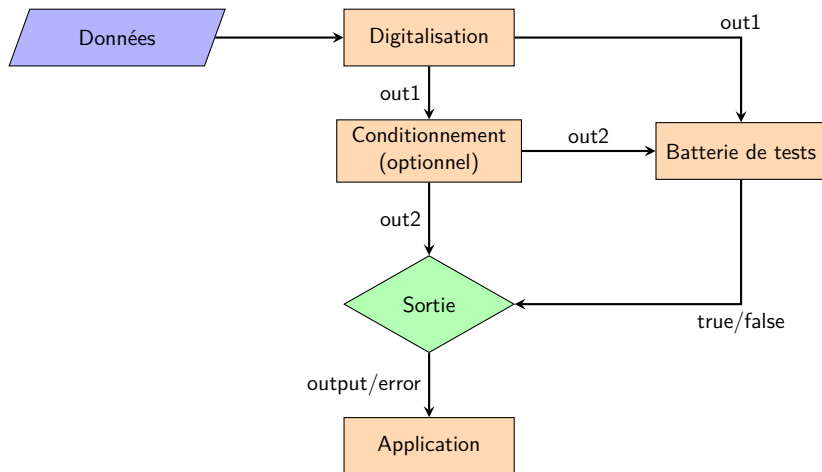 Données
Digitalisation
out1
out1
Conditionnement
(optionnel)
out2
Batterie de tests
out2
Sortie
true/false
output/error
Application